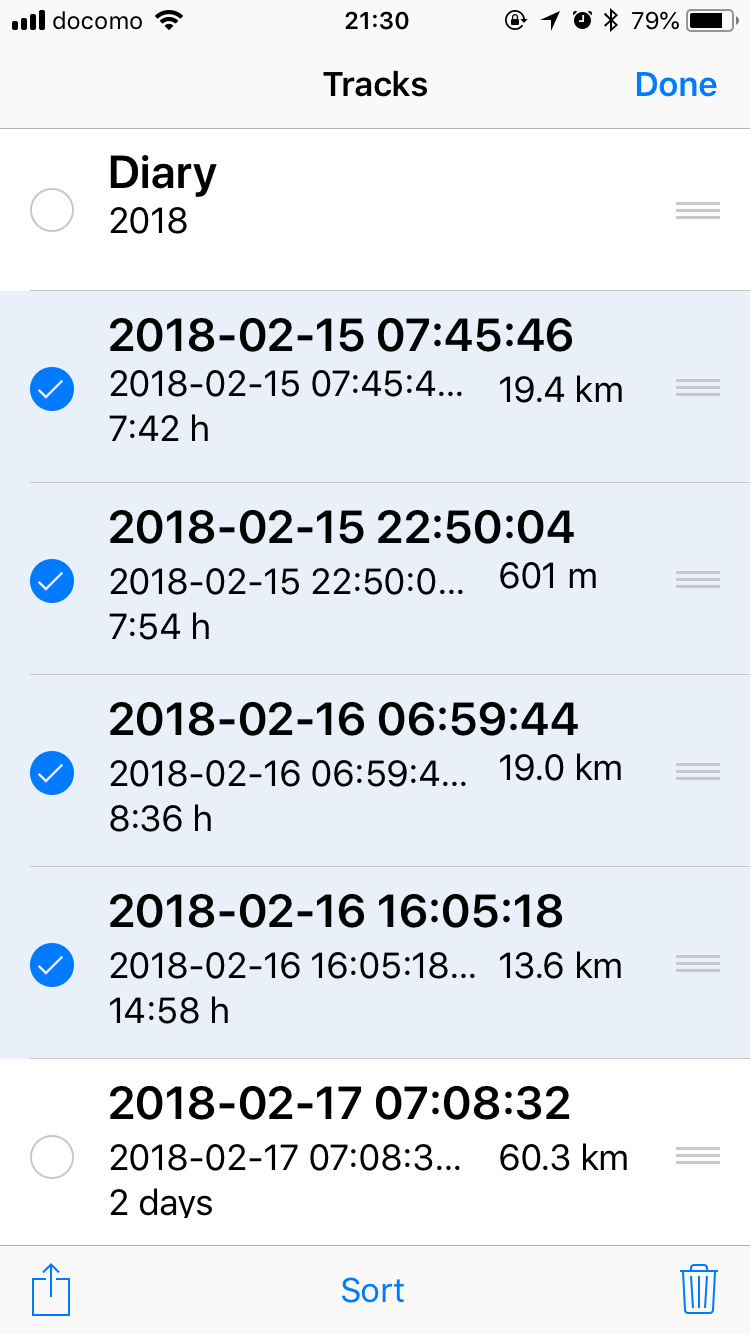 docomo 21:30 79%
Tracks Done
Diary
2018
2018-02-15 07:45:46
2018-02-15 07:45:4... 19.4 km
7:42 h
2018-02-15 22:50:04
2018-02-15 22:50:0... 601 m
7:54 h
2018-02-16 06:59:44
2018-02-16 06:59:4... 19.0 km
8:36 h
2018-02-16 16:05:18
2018-02-16 16:05:18... 13.6 km
14:58 h
2018-02-17 07:08:32
2018-02-17 07:08:3... 60.3 km
2 days
Sort